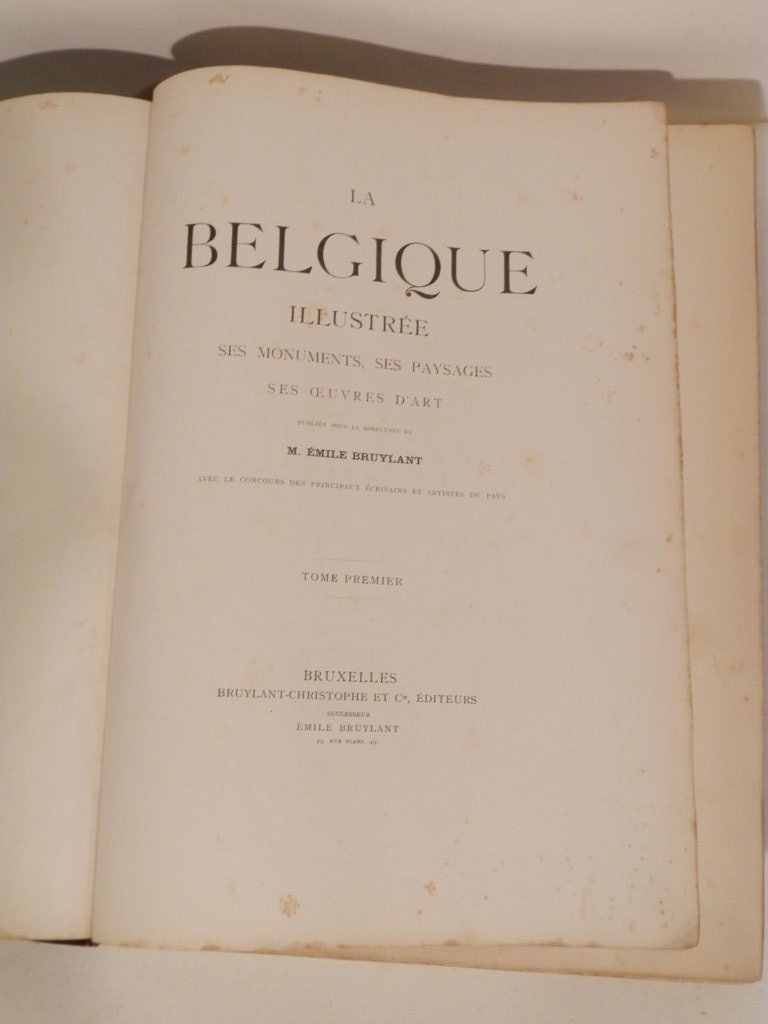 LA
BELGIQUE
ILLUSTRÉE
SES MONUMENTS, SES PAYSAGES
SES ŒUVRES D'ART
PUBLIÉE SOUS LA DIRECTION DE
M. ÉMILE BRUYLANT
AVEC LE CONCOURS DES PRINCIPAUX ÉCRIVAINS ET ARTISTES DU PAYS
TOME PREMIER
BRUXELLES
BRUYLANT-CHRISTOPHE ET Cie, ÉDITEURS
SUCCESSEUR
ÉMILE BRUYLANT
RUE BLAES,